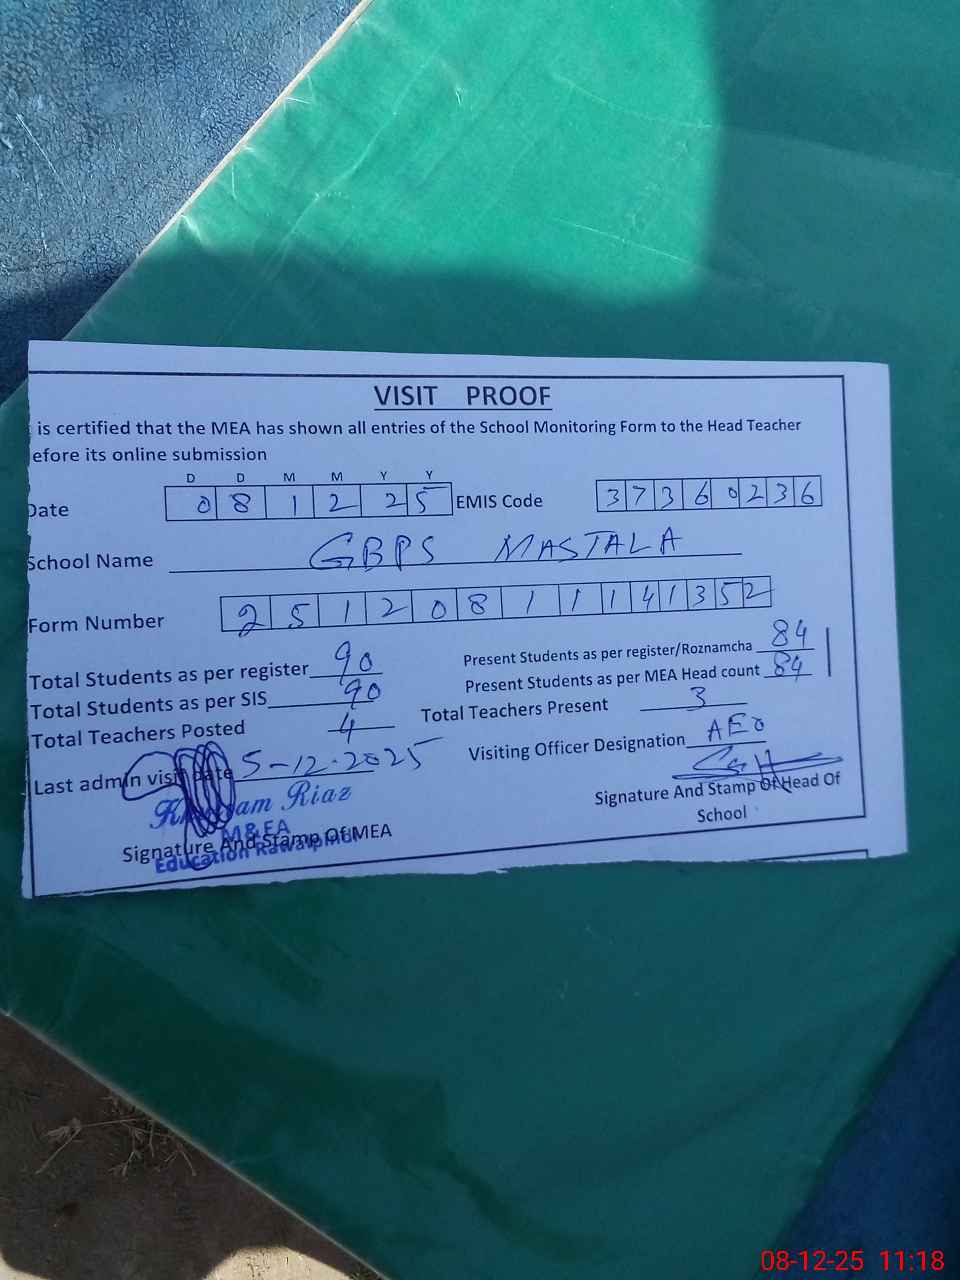 VISIT PROOF
is certified that the MEA has shown all entries of the School Monitoring Form to the Head Teacher
efore its online submission
D D M M Y Y
Date 0 8 1 2 2 5 EMIS Code 3 7 3 6 0 2 3 6
School Name GBPS MASTALA
Form Number 2 5 1 2 0 8 1 1 1 4 1 3 5 2
Total Students as per register 90 Present Students as per register/Roznamcha 84
Total Students as per SIS 90 Present Students as per MEA Head count 84
Total Teachers Posted 4 Total Teachers Present 3
Last admin visit date 5-12-2025 Visiting Officer Designation AEO
Riaz
M&EA
Signature And Stamp Of MEA
Education Rawalpindi
Signature And Stamp Of Head Of
School
08-12-25 11:18